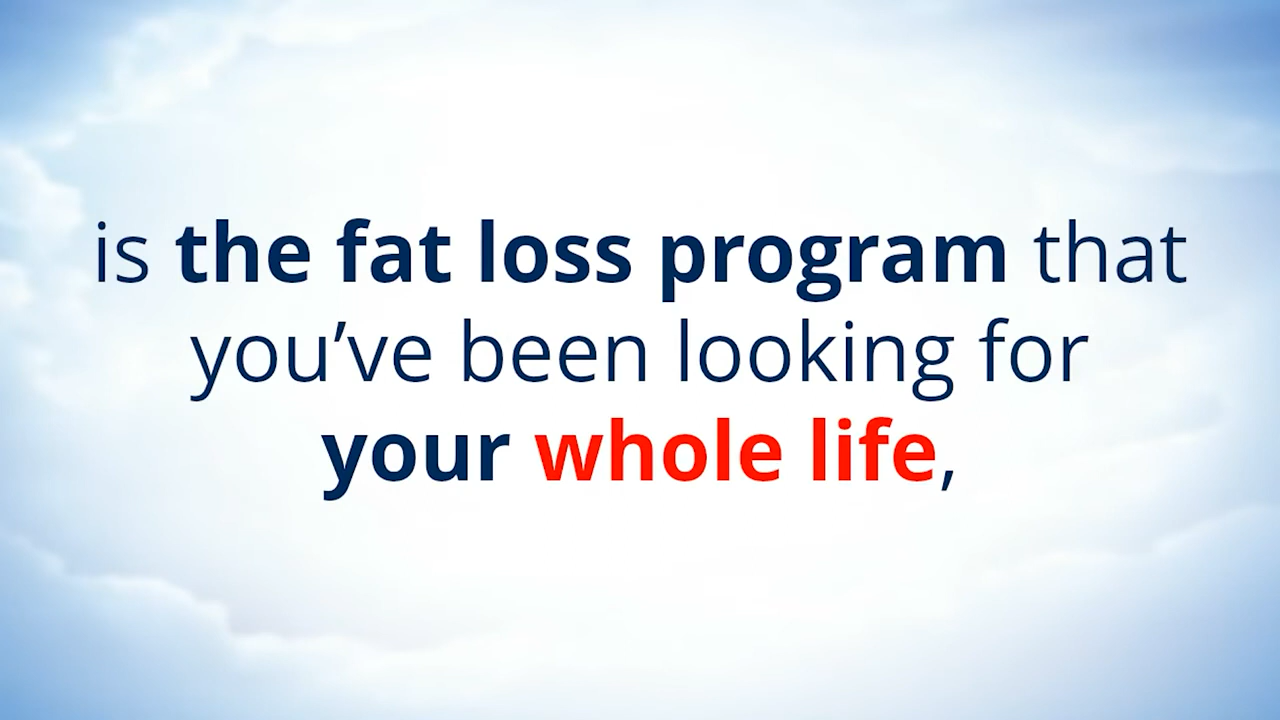 is the fat loss program that
you’ve been looking for
your whole life,